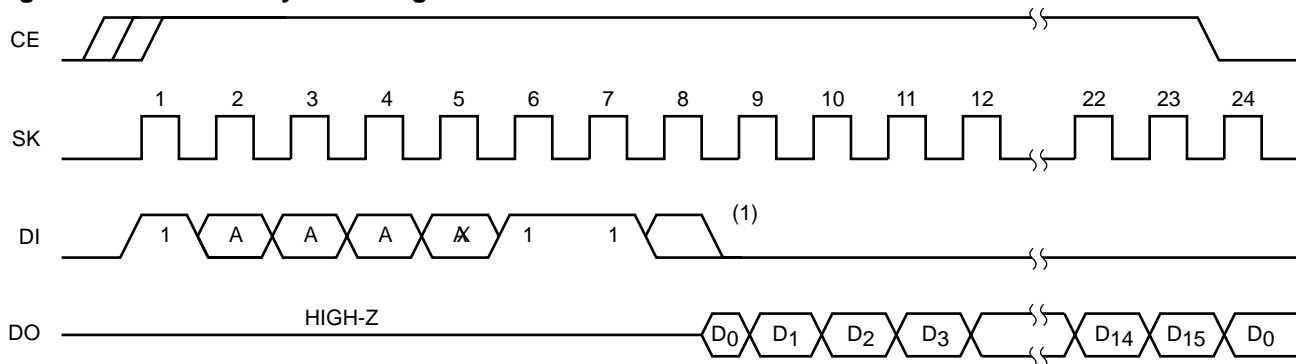 CE
1 2 3 4 5 6 7 8 9 10 11 12 22 23 24
SK
(1)
DI 1 A A A 1 1
HIGH-Z
DO D0 D1 D2 D3 D14 D15 D0